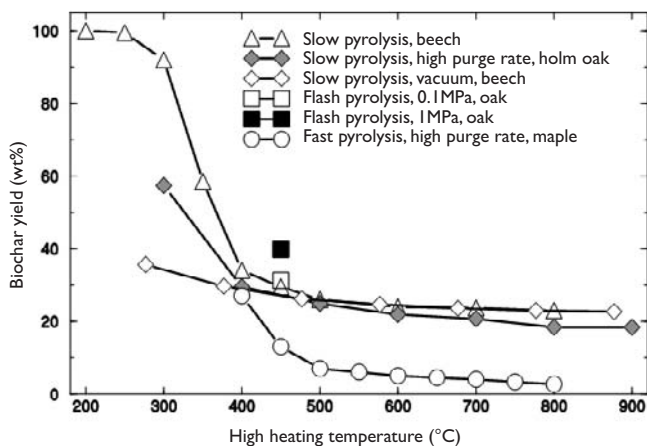 100
80
60
40
20
0
Biochar yield (wt%)
Slow pyrolysis, beech
Slow pyrolysis, high purge rate, holm oak
Slow pyrolysis, vacuum, beech
Flash pyrolysis, 0.1MPa, oak
Flash pyrolysis, 1MPa, oak
Fast pyrolysis, high purge rate, maple
200 300 400 500 600 700 800 900
High heating temperature (°C)